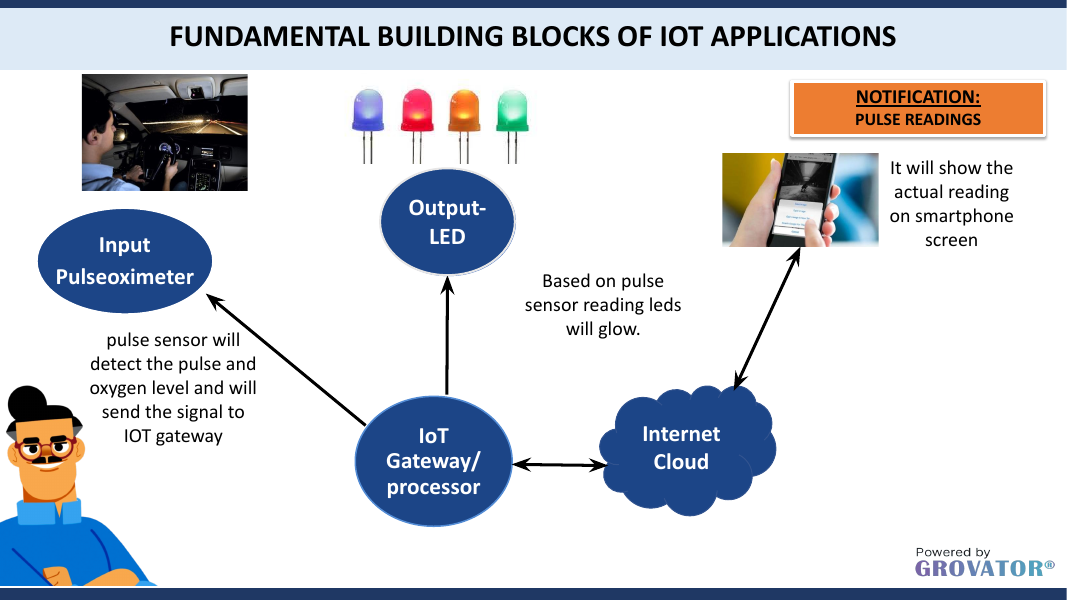 FUNDAMENTAL BUILDING BLOCKS OF IOT APPLICATIONS
NOTIFICATION:
PULSE READINGS
It will show the
actual reading
on smartphone
screen
Output-
LED
Input
Pulseoximeter
Based on pulse
sensor reading leds
will glow.
pulse sensor will
detect the pulse and
oxygen level and will
send the signal to
IOT gateway
IoT
Gateway/
processor
Internet
Cloud
Powered by
GROVATOR®